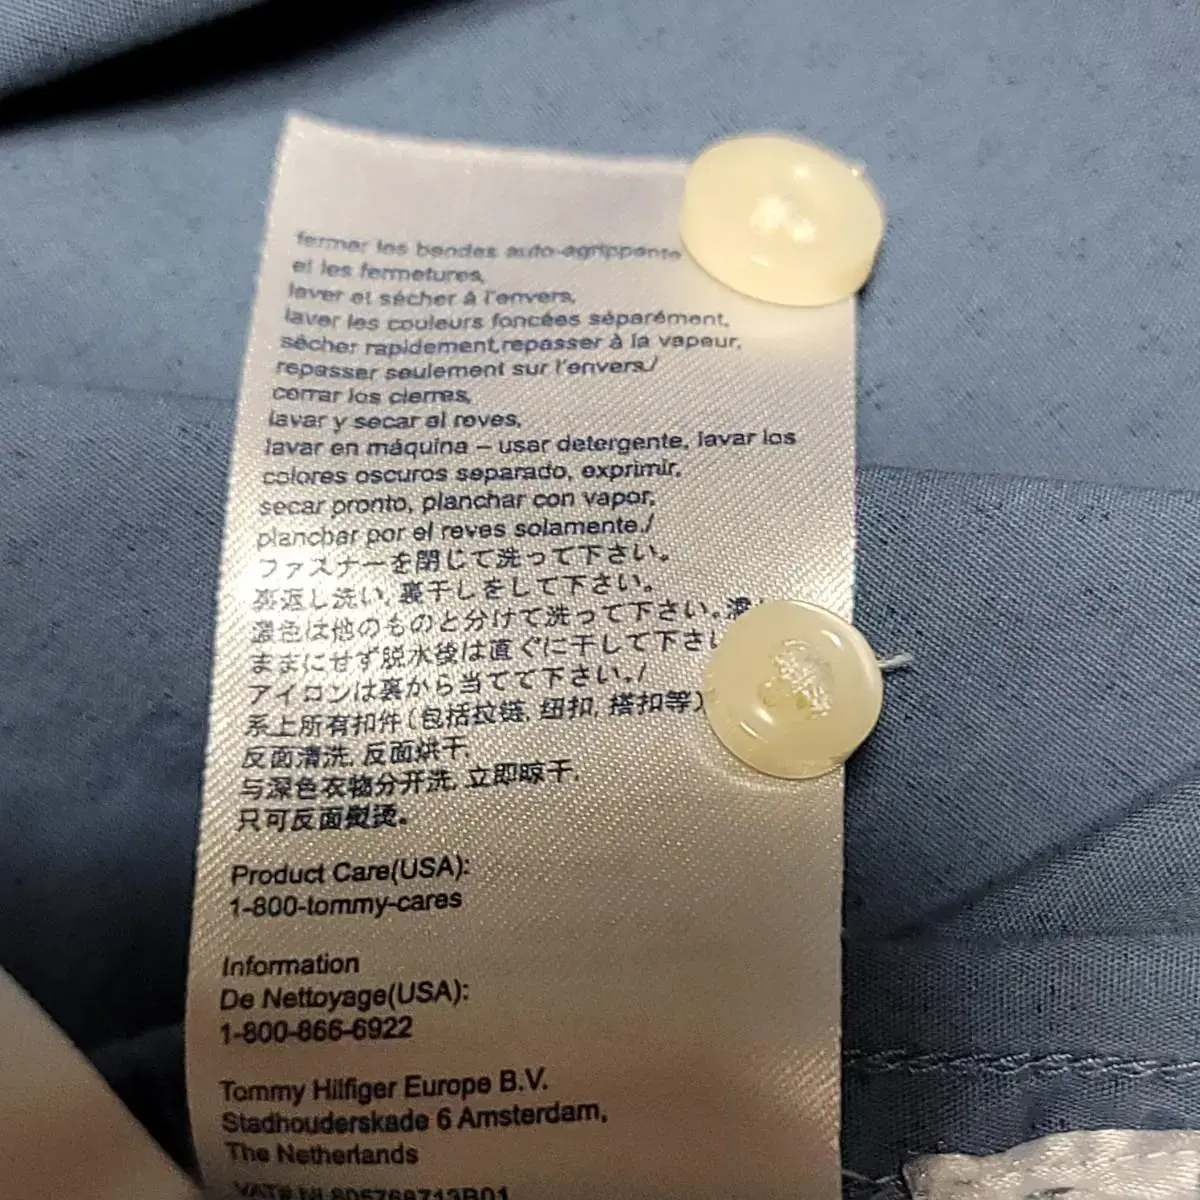 fermer les bandes auto-agrippante
et les fermetures,
laver et sécher à l'envers,
laver les couleurs foncées séparément,
sécher rapidement,repasser à la vapeur,
repasser seulement sur l'envers./
cerrar los cierres,
lavar y secar al reves,
lavar en máquina – usar detergente, lavar los
colores oscuros separado, exprimir,
secar pronto, planchar con vapor,
planchar por el reves solamente./
ファスナーを閉じて洗って下さい。
裏返し洗い, 裏干しをして下さい。
濃色は他のものと分けて洗って下さい。濡
ままにせず脱水後は直ぐに干して下さい
アイロンは裏から当てて下さい。/
系上所有扣件(包括拉链, 纽扣, 搭扣等)
反面清洗, 反面烘干,
与深色衣物分开洗, 立即晾干,
只可反面熨烫。
Product Care(USA):
1-800-tommy-cares
Information
De Nettoyage(USA):
1-800-866-6922
Tommy Hilfiger Europe B.V.
Stadhouderskade 6 Amsterdam,
The Netherlands
VAT# NL805769713B01